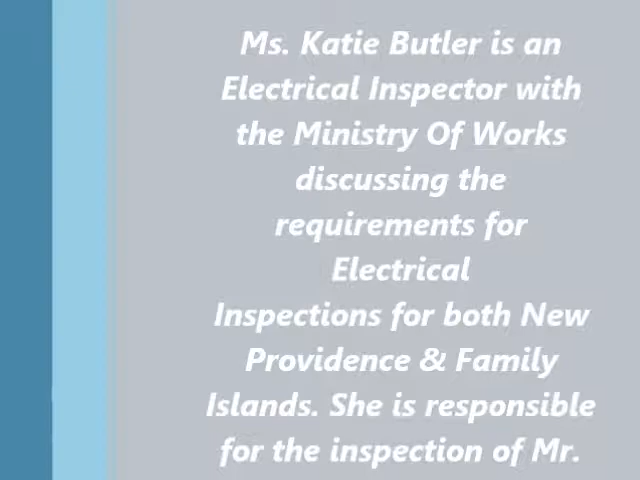 Ms. Katie Butler is an
Electrical Inspector with
the Ministry Of Works
discussing the
requirements for
Electrical
Inspections for both New
Providence & Family
Islands. She is responsible
for the inspection of Mr.